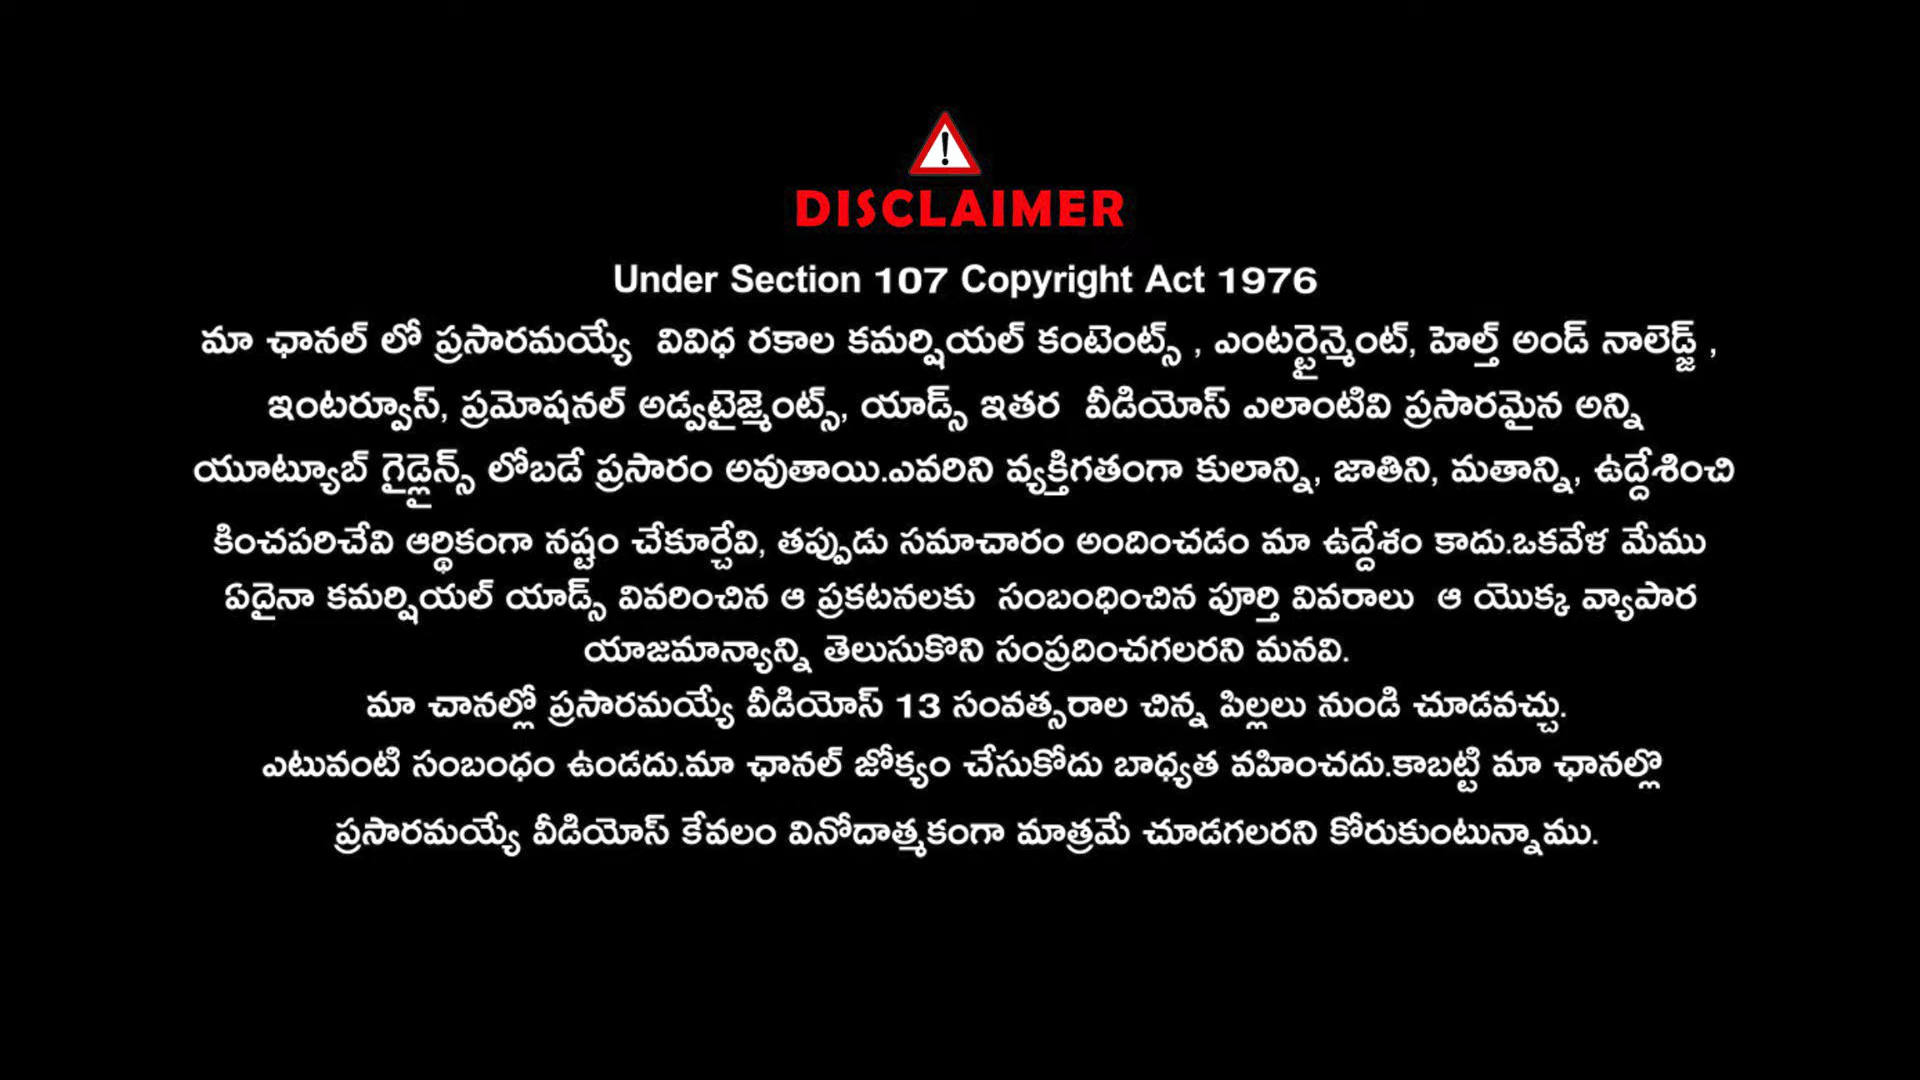 DISCLAIMER
Under Section 107 Copyright Act 1976
మా ఛానల్ లో ప్రసారమయ్యే వివిధ రకాల కమర్షియల్ కంటెంట్స్ , ఎంటర్టైన్మెంట్, హెల్త్ అండ్ నాలెడ్జ్ ,
ఇంటర్వూస్, ప్రమోషనల్ అడ్వటైజ్మెంట్స్, యాడ్స్ ఇతర వీడియోస్ ఎలాంటివి ప్రసారమైన అన్ని
యూట్యూబ్ గైడ్లైన్స్ లోబడే ప్రసారం అవుతాయి.ఎవరిని వ్యక్తిగతంగా కులాన్ని, జాతిని, మతాన్ని, ఉద్దేశించి
కించపరిచేవి ఆర్థికంగా నష్టం చేకూర్చేవి, తప్పుడు సమాచారం అందించడం మా ఉద్దేశం కాదు.ఒకవేళ మేము
ఏదైనా కమర్షియల్ యాడ్స్ వివరించిన ఆ ప్రకటనలకు సంబంధించిన పూర్తి వివరాలు ఆ యొక్క వ్యాపార
యాజమాన్యాన్ని తెలుసుకొని సంప్రదించగలరని మనవి.
మా చానల్లో ప్రసారమయ్యే వీడియోస్ 13 సంవత్సరాల చిన్న పిల్లలు నుండి చూడవచ్చు.
ఎటువంటి సంబంధం ఉండదు.మా ఛానల్ జోక్యం చేసుకోదు బాధ్యత వహించదు.కాబట్టి మా ఛానల్లొ
ప్రసారమయ్యే వీడియోస్ కేవలం వినోదాత్మకంగా మాత్రమే చూడగలరని కోరుకుంటున్నాము.